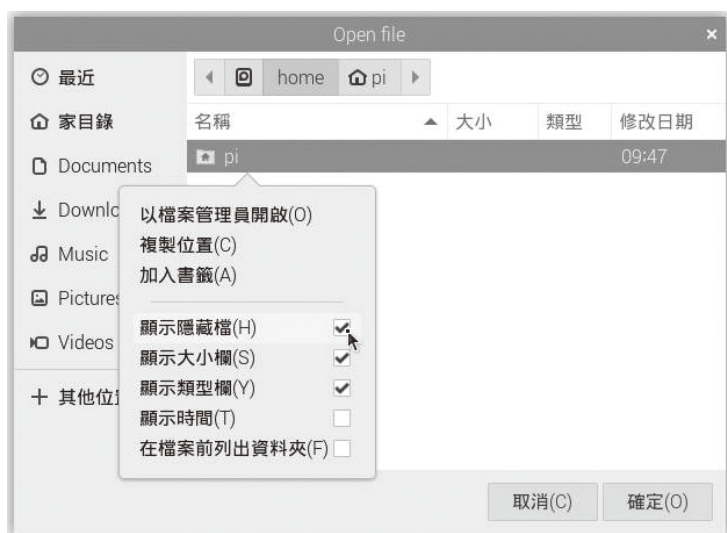 Open file
最近
home pi
家目錄
名稱 大小 類型 修改日期
Documents
pi 09:47
Music
Videos
以檔案管理員開啟(O)
複製位置(C)
加入書籤(A)
顯示隱藏檔(H)
顯示大小欄(S)
顯示類型欄(Y)
顯示時間(T)
在檔案前列出資料夾(F)
取消(C) 確定(O)